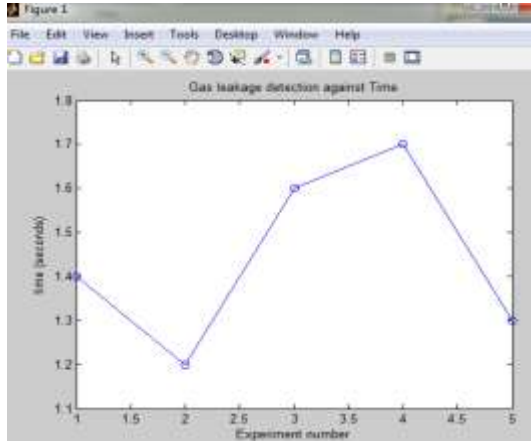 Figure 1
File Edit View Insert Tools Desktop Window Help
Gas leakage detection against Time
1.8
1.7
1.6
1.5
1.4
1.3
1.2
1.1
time (seconds)
1 1.5 2 2.5 3 3.5 4 4.5 5
Experiment number